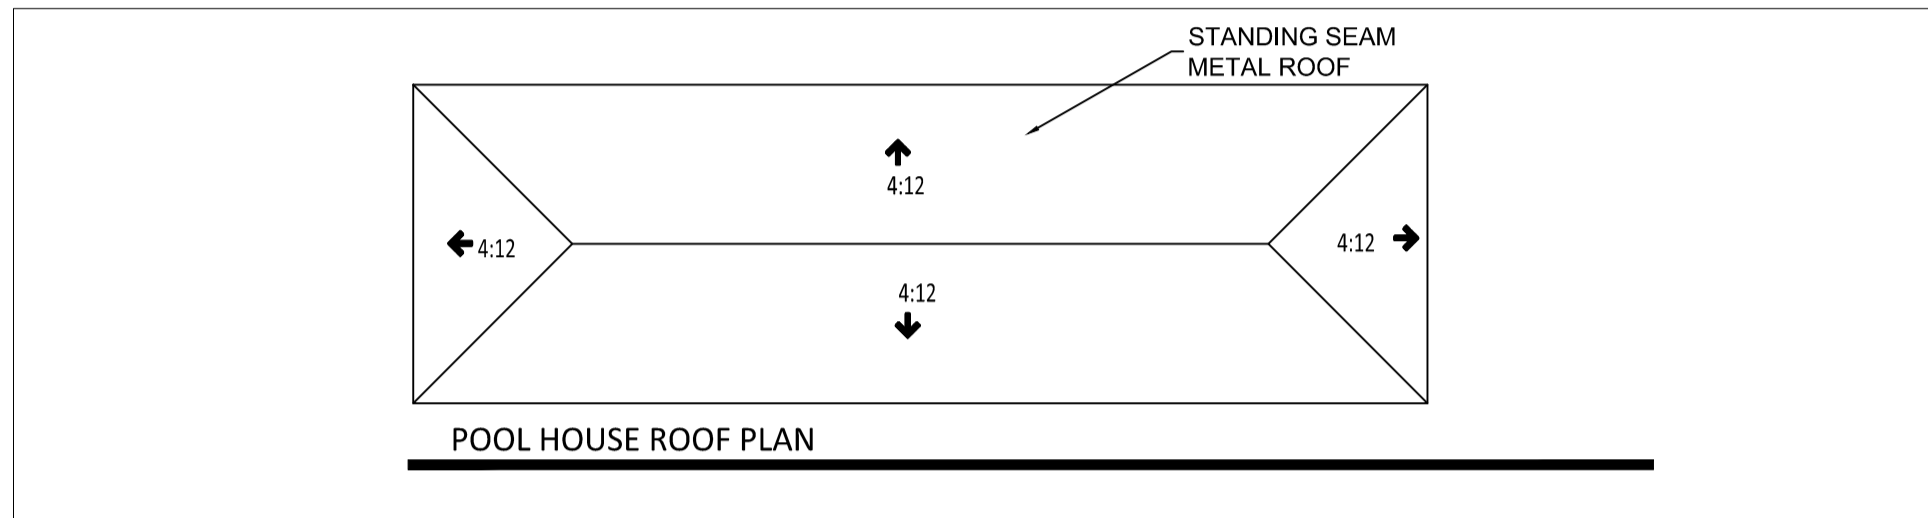 STANDING SEAM
METAL ROOF
4:12
4:12
4:12
4:12
POOL HOUSE ROOF PLAN